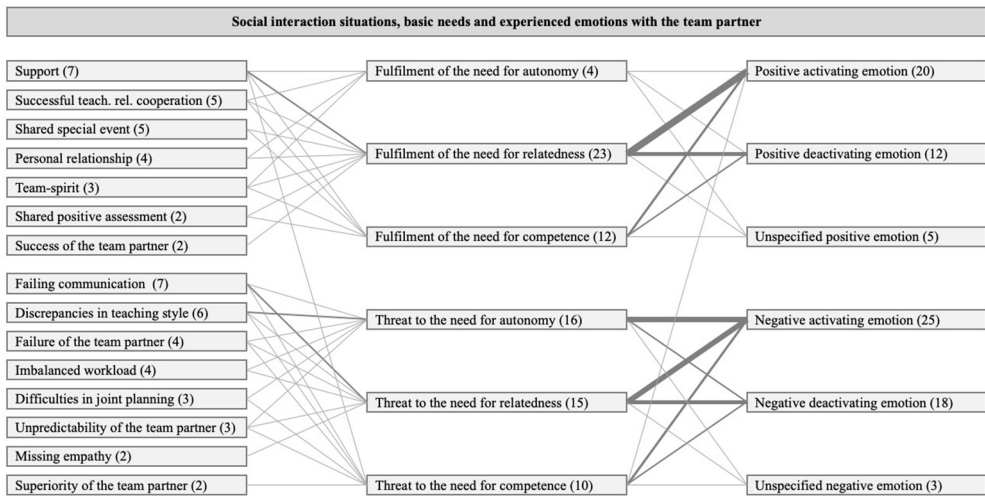 Social interaction situations, basic needs and experienced emotions with the team partner
Support (7)
Successful teach. rel. cooperation (5)
Shared special event (5)
Personal relationship (4)
Team-spirit (3)
Shared positive assessment (2)
Success of the team partner (2)
Failing communication (7)
Discrepancies in teaching style (6)
Failure of the team partner (4)
Imbalanced workload (4)
Difficulties in joint planning (3)
Unpredictability of the team partner (3)
Missing empathy (2)
Superiority of the team partner (2)
Fulfilment of the need for autonomy (4)
Fulfilment of the need for relatedness (23)
Fulfilment of the need for competence (12)
Threat to the need for autonomy (16)
Threat to the need for relatedness (15)
Threat to the need for competence (10)
Positive activating emotion (20)
Positive deactivating emotion (12)
Unspecified positive emotion (5)
Negative activating emotion (25)
Negative deactivating emotion (18)
Unspecified negative emotion (3)